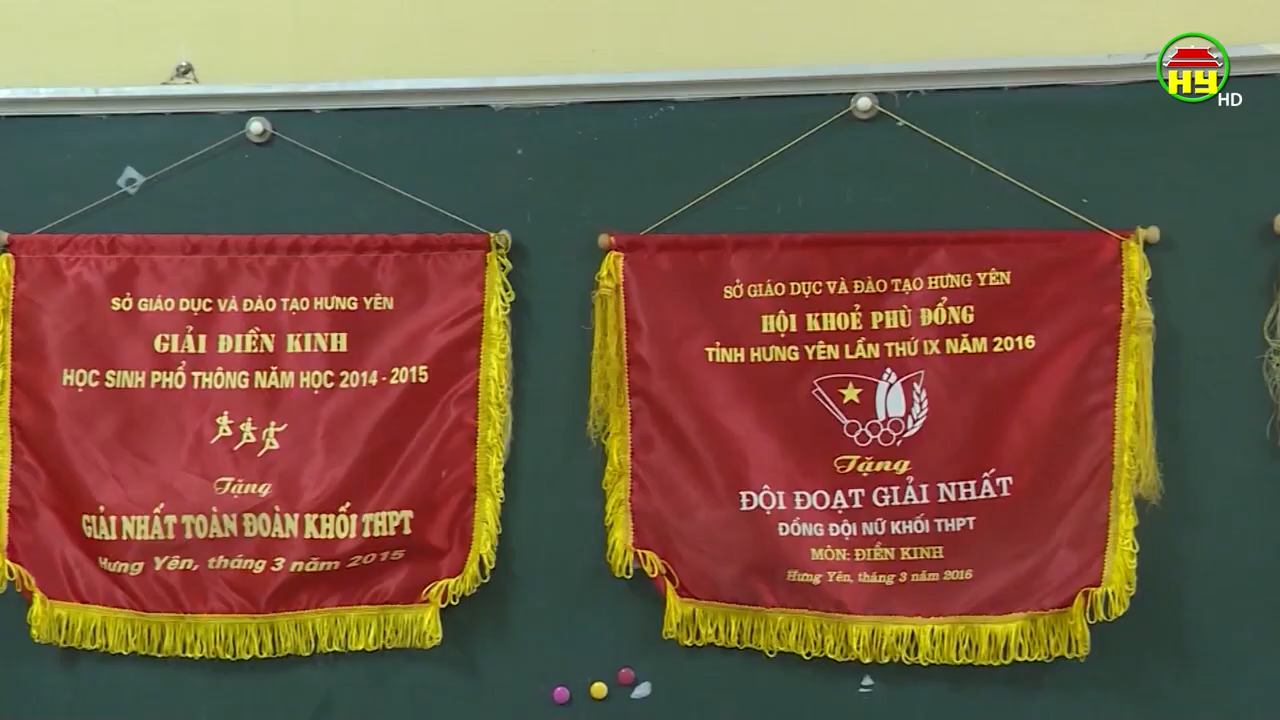 SỞ GIÁO DỤC VÀ ĐÀO TẠO HƯNG YÊN
GIẢI ĐIỀN KINH
HỌC SINH PHỔ THÔNG NĂM HỌC 2014 - 2015
Tặng
GIẢI NHẤT TOÀN ĐOÀN KHỐI THPT
Hưng Yên, tháng 3 năm 2015
SỞ GIÁO DỤC VÀ ĐÀO TẠO HƯNG YÊN
HỘI KHOẺ PHÙ ĐỔNG
TỈNH HƯNG YÊN LẦN THỨ IX NĂM 2016
Tặng
ĐỘI ĐOẠT GIẢI NHẤT
ĐỒNG ĐỘI NỮ KHỐI THPT
MÔN: ĐIỀN KINH
Hưng Yên, tháng 3 năm 2016
HY
HD